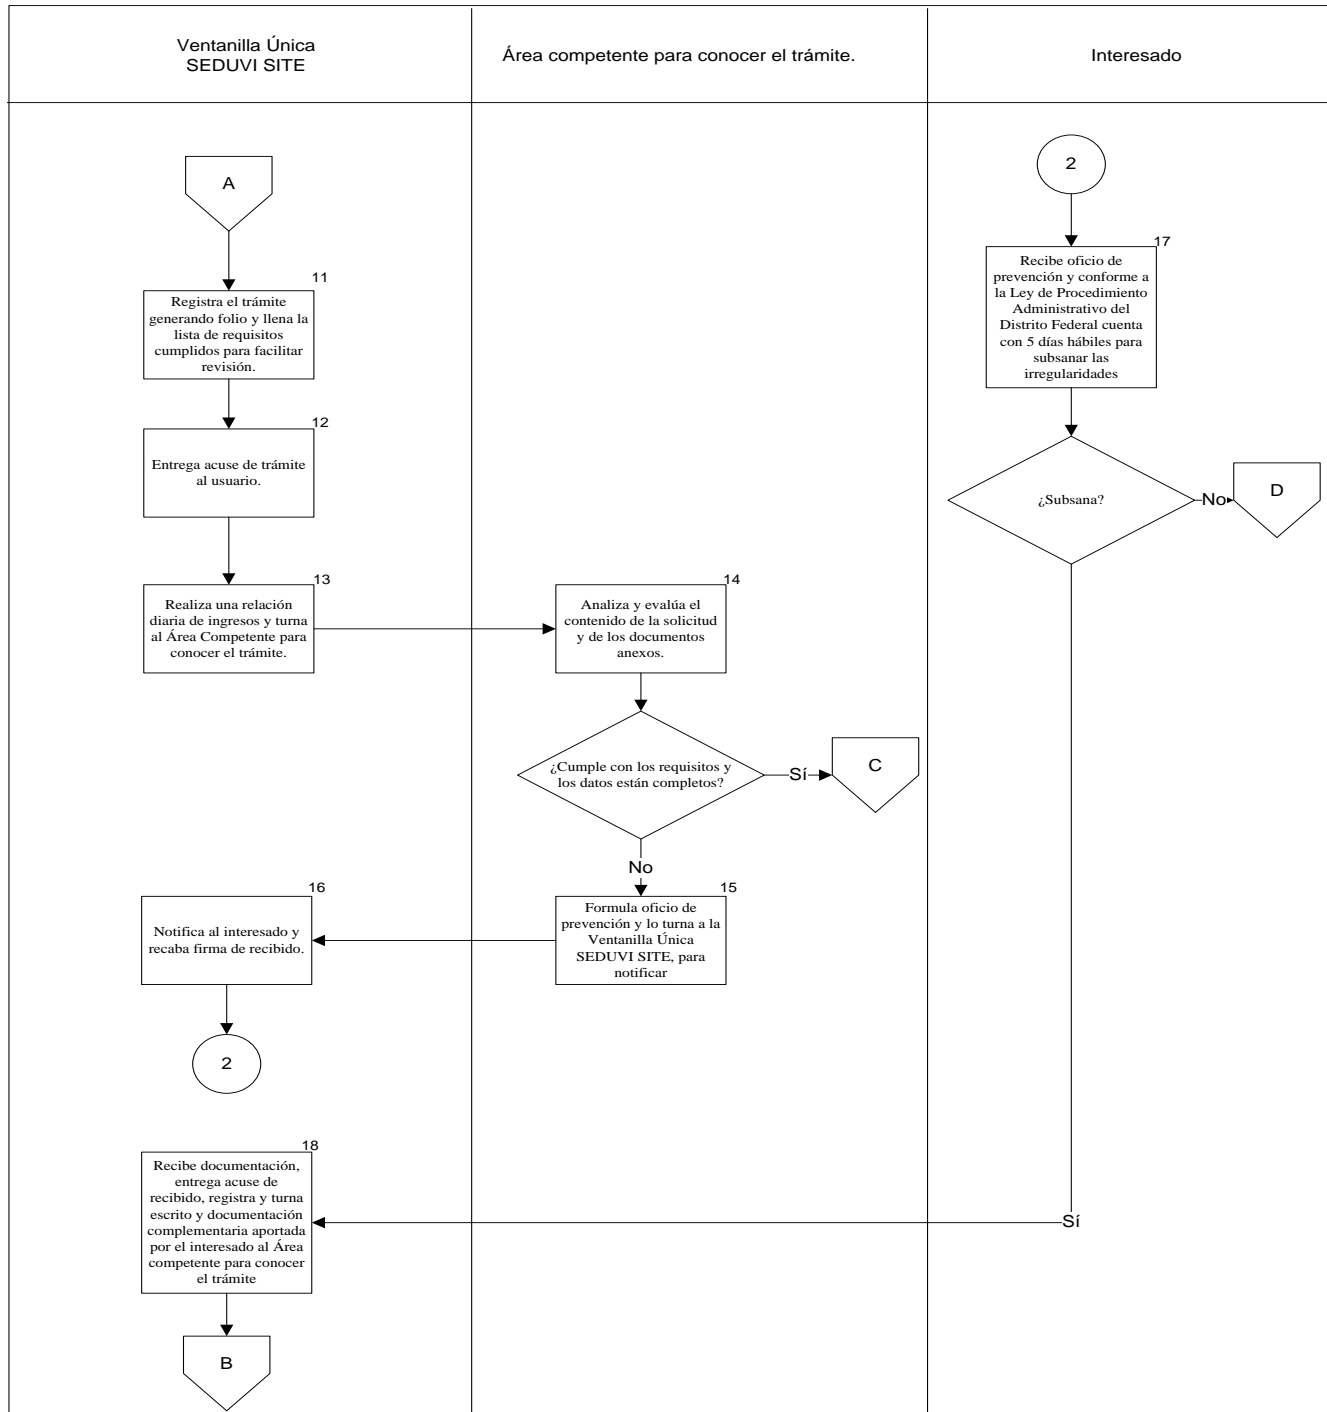 Ventanilla Única
SEDUVI SITE
Área competente para conocer el trámite.
Interesado
A
11
Registra el trámite
generando folio y llena la
lista de requisitos
cumplidos para facilitar
revisión.
12
Entrega acuse de trámite
al usuario.
13
Realiza una relación
diaria de ingresos y turna
al Área Competente para
conocer el trámite.
14
Analiza y evalúa el
contenido de la solicitud
y de los documentos
anexos.
¿Cumple con los requisitos y
los datos están completos?
Sí
C
No
15
Formula oficio de
prevención y lo turna a la
Ventanilla Única
SEDUVI SITE, para
notificar
16
Notifica al interesado y
recaba firma de recibido.
2
2
17
Recibe oficio de
prevención y conforme a
la Ley de Procedimiento
Administrativo del
Distrito Federal cuenta
con 5 días hábiles para
subsanar las
irregularidades
¿Subsana?
No
D
Sí
18
Recibe documentación,
entrega acuse de
recibido, registra y turna
escrito y documentación
complementaria aportada
por el interesado al Área
competente para conocer
el trámite
B